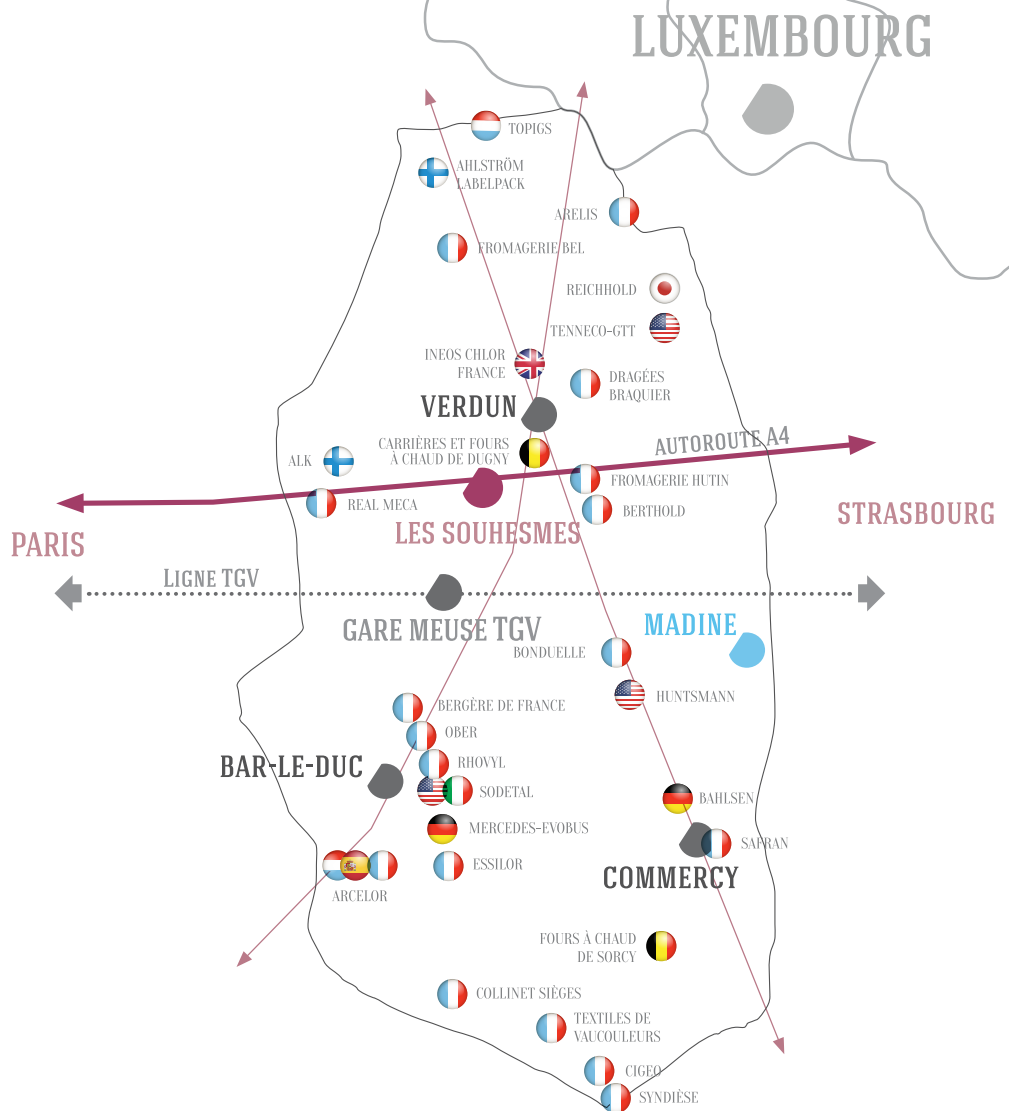 LUXEMBOURG
TOPIGS
AHLSTRÖM
LABELPACK
ARELIS
FROMAGERIE BEL
REICHHOLD
TENNECO-GTT
INEOS CHLOR
FRANCE
DRAGÉES
BRAQUIER
VERDUN
AUTOROUTE A4
CARRIÈRES ET FOURS
À CHAUD DE DUGNY
ALK
FROMAGERIE HUTIN
REAL MECA
BERTHOLD
STRASBOURG
LES SOUHESMES
PARIS
LIGNE TGV
GARE MEUSE TGV
MADINE
BONDUELLE
HUNTSMANN
BERGÈRE DE FRANCE
OBER
RHOVYL
BAR-LE-DUC
SODETAL
BAHLSEN
MERCEDES-EVOBUS
SAFRAN
ESSILOR
COMMERCY
ARCELOR
FOURS À CHAUD
DE SORCY
COLLINET SIÈGES
TEXTILES DE
VAUCOULEURS
CIGEO
SYNDIÈSE